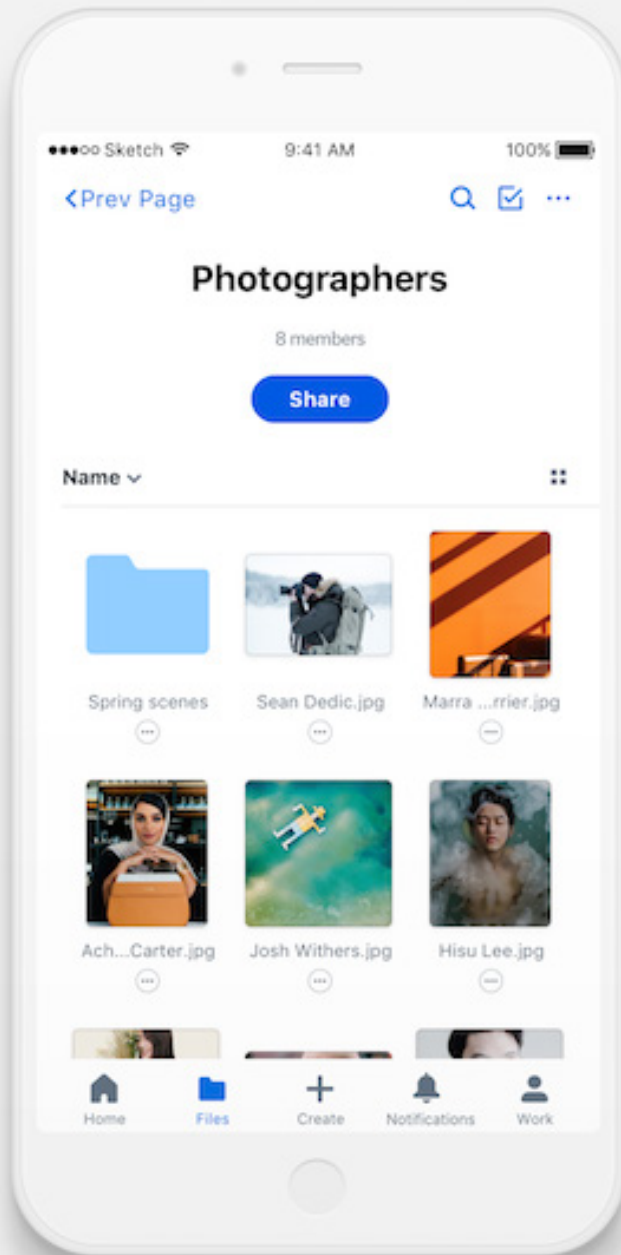 Sketch 9:41 AM 100%
Prev Page
Photographers
8 members
Share
Name
Spring scenes Sean Dedic.jpg Marra ...rrier.jpg
Ach...Carter.jpg Josh Withers.jpg Hisu Lee.jpg
Home Files Create Notifications Work